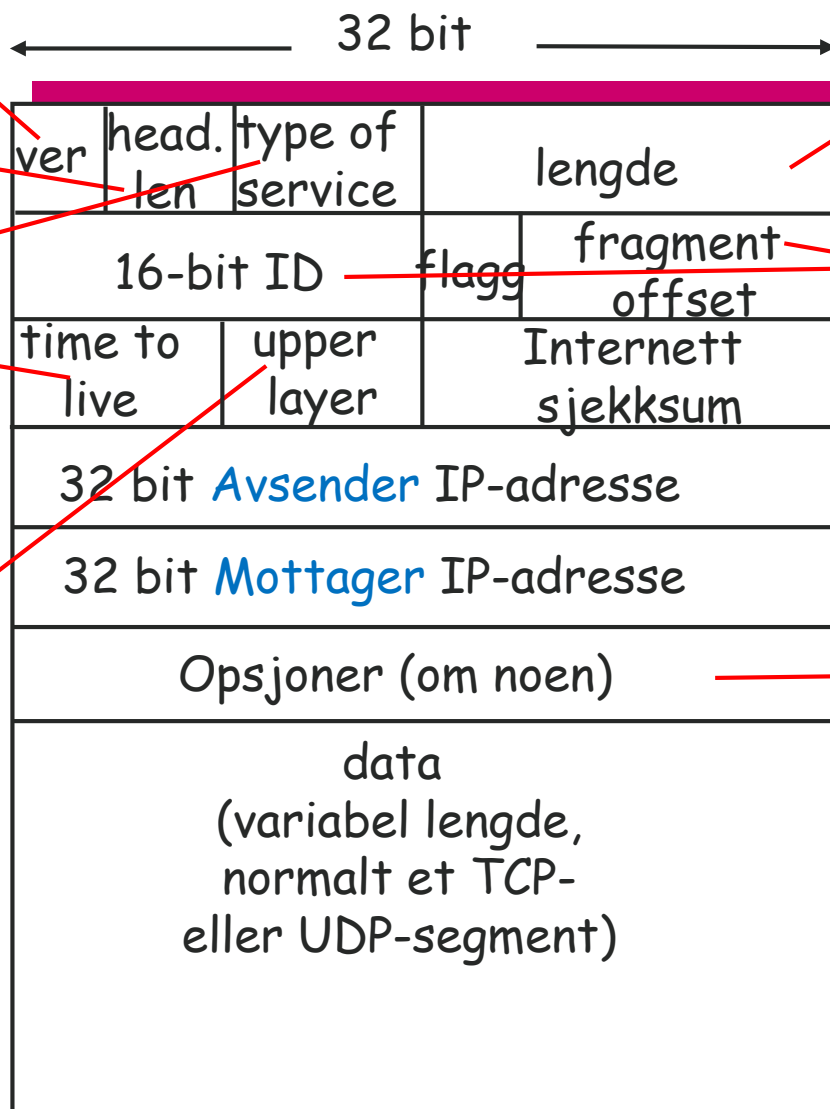 32 bit
ver
head.
len
type of
service
lengde
16-bit ID
flagg
fragment
offset
time to
live
upper
layer
Internett
sjekksum
32 bit Avsender IP-adresse
32 bit Mottager IP-adresse
Opsjoner (om noen)
data
(variabel lengde,
normalt et TCP-
eller UDP-segment)